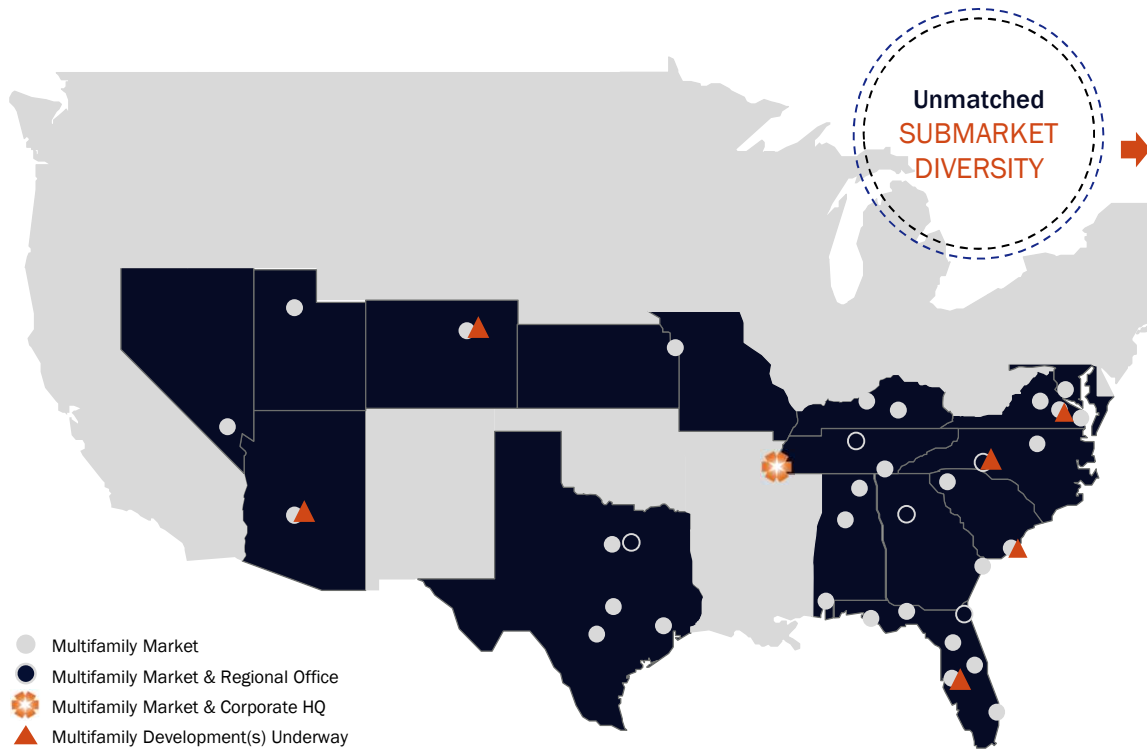 Unmatched
SUBMARKET
DIVERSITY
Multifamily Market
Multifamily Market & Regional Office
Multifamily Market & Corporate HQ
Multifamily Development(s) Underway